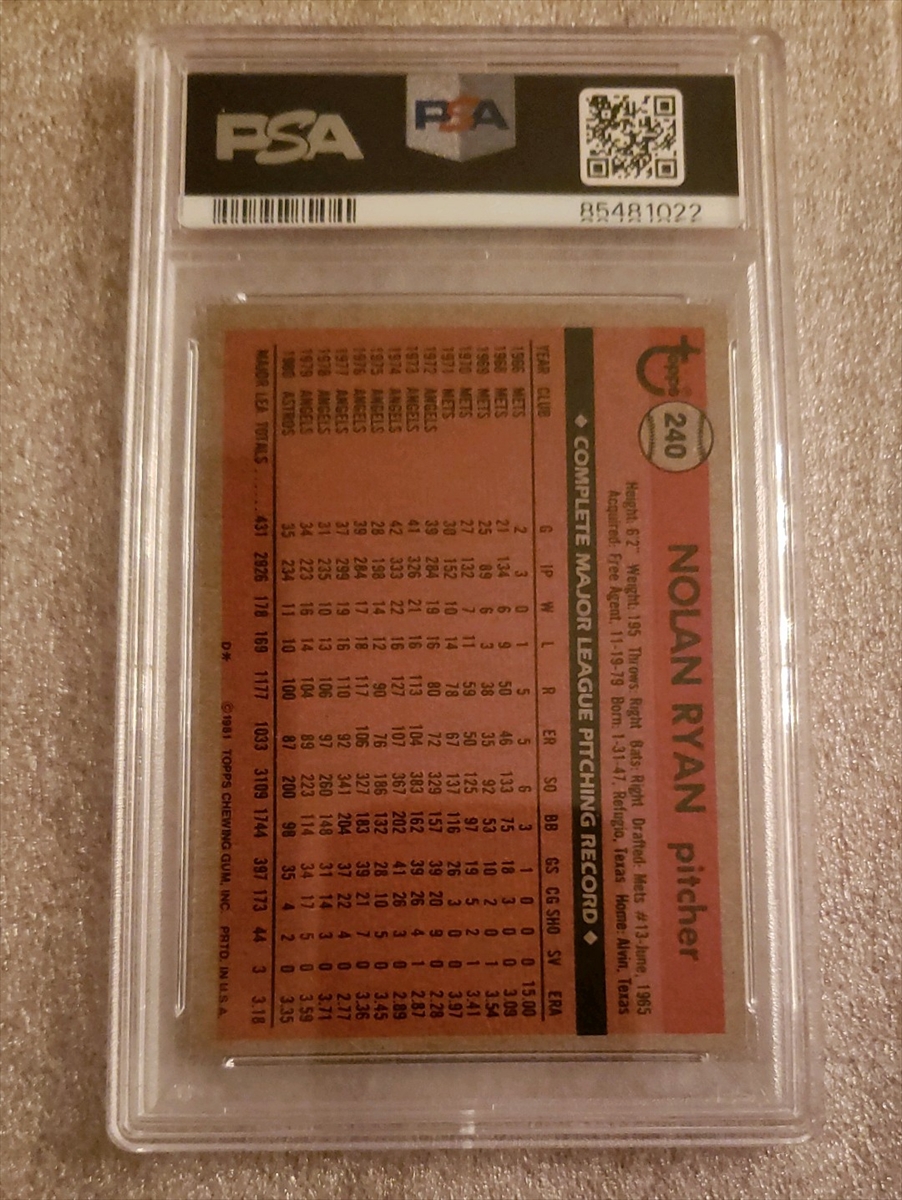 PSA
PSA
85481022
topps
240
NOLAN RYAN pitcher
Height: 6'2" Weight: 195 Throws: Right Bats: Right Drafted: Mets #13-June, 1965
Acquired: Free Agent, 11-19-79 Born: 1-31-47, Refugio, Texas Home: Alvin, Texas
◆ COMPLETE MAJOR LEAGUE PITCHING RECORD ◆
YEAR CLUB G IP W L R ER SO BB GS CG SHO SV ERA
1966 METS 2 3 0 1 5 5 6 3 1 0 0 0 15.00
1968 METS 21 134 6 9 50 46 133 75 18 3 0 0 3.09
1969 METS 25 89 6 3 38 35 92 53 10 2 0 1 3.54
1970 METS 27 132 7 11 59 50 125 97 19 5 2 1 3.41
1971 METS 30 152 10 14 78 67 137 116 26 3 0 0 3.97
1972 ANGELS 39 284 19 16 80 72 329 157 39 20 9 0 2.28
1973 ANGELS 41 326 21 16 113 104 383 162 39 26 4 1 2.87
1974 ANGELS 42 333 22 16 127 107 367 202 41 26 3 0 2.89
1975 ANGELS 28 198 14 12 90 76 186 132 28 10 5 0 3.45
1976 ANGELS 39 284 17 18 117 106 327 183 39 21 7 0 3.36
1977 ANGELS 37 299 19 16 110 92 341 204 37 22 4 0 2.77
1978 ANGELS 31 235 10 13 106 97 260 148 31 14 3 0 3.71
1979 ANGELS 34 223 16 14 104 89 223 114 34 17 5 0 3.59
1980 ASTROS 35 234 11 10 100 87 200 98 35 4 2 0 3.35
MAJOR LEA TOTALS ...... 431 2926 178 169 1177 1033 3109 1744 397 173 44 3 3.18
D* ©1981 TOPPS CHEWING GUM, INC. PRTD. IN U.S.A.